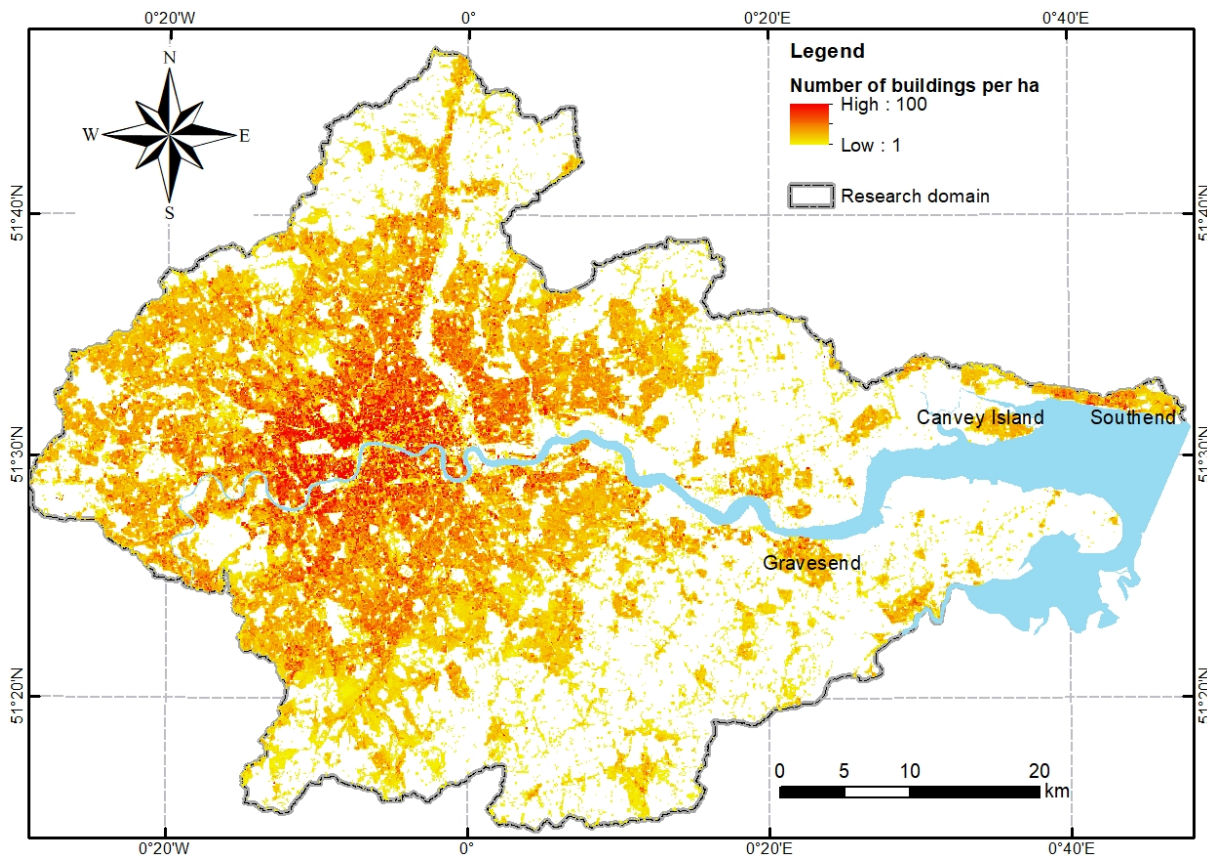 0°20'W 0° 0°20'E 0°40'E
Legend
Number of buildings per ha
High : 100
Low : 1
Research domain
N
W E
S
51°40'N 51°40'N
Canvey Island Southend
51°30'N 51°30'N
Gravesend
51°20'N 51°20'N
0 5 10 20
km
0°20'W 0° 0°20'E 0°40'E